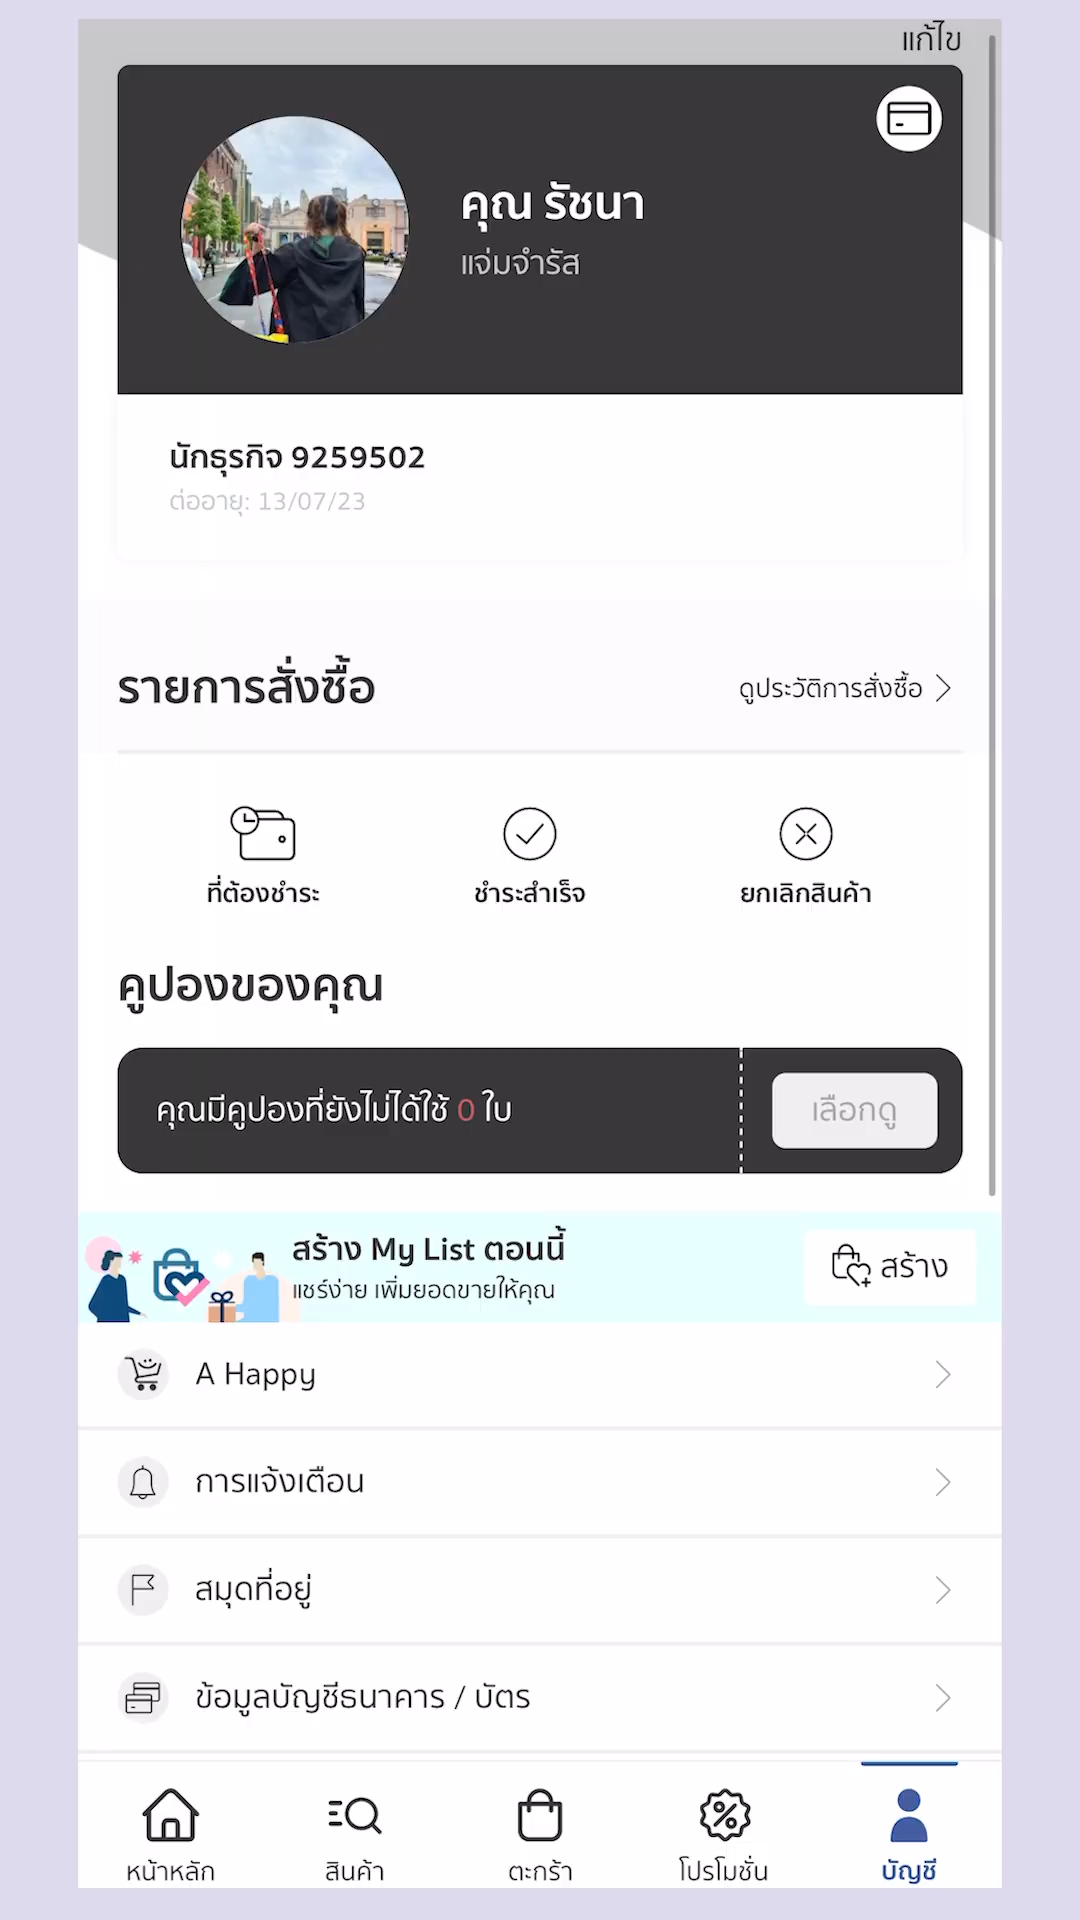 แก้ไข
คุณ รัชนา
แจ่มจำรัส
นักธุรกิจ 9259502
ต่ออายุ: 13/07/23
รายการสั่งซื้อ
ดูประวัติการสั่งซื้อ
ที่ต้องชำระ
ชำระสำเร็จ
ยกเลิกสินค้า
คูปองของคุณ
คุณมีคูปองที่ยังไม่ได้ใช้ 0 ใบ
เลือกดู
สร้าง My List ตอนนี้
แชร์ง่าย เพิ่มยอดขายให้คุณ
สร้าง
A Happy
การแจ้งเตือน
สมุดที่อยู่
ข้อมูลบัญชีธนาคาร / บัตร
หน้าหลัก
สินค้า
ตะกร้า
โปรโมชั่น
บัญชี